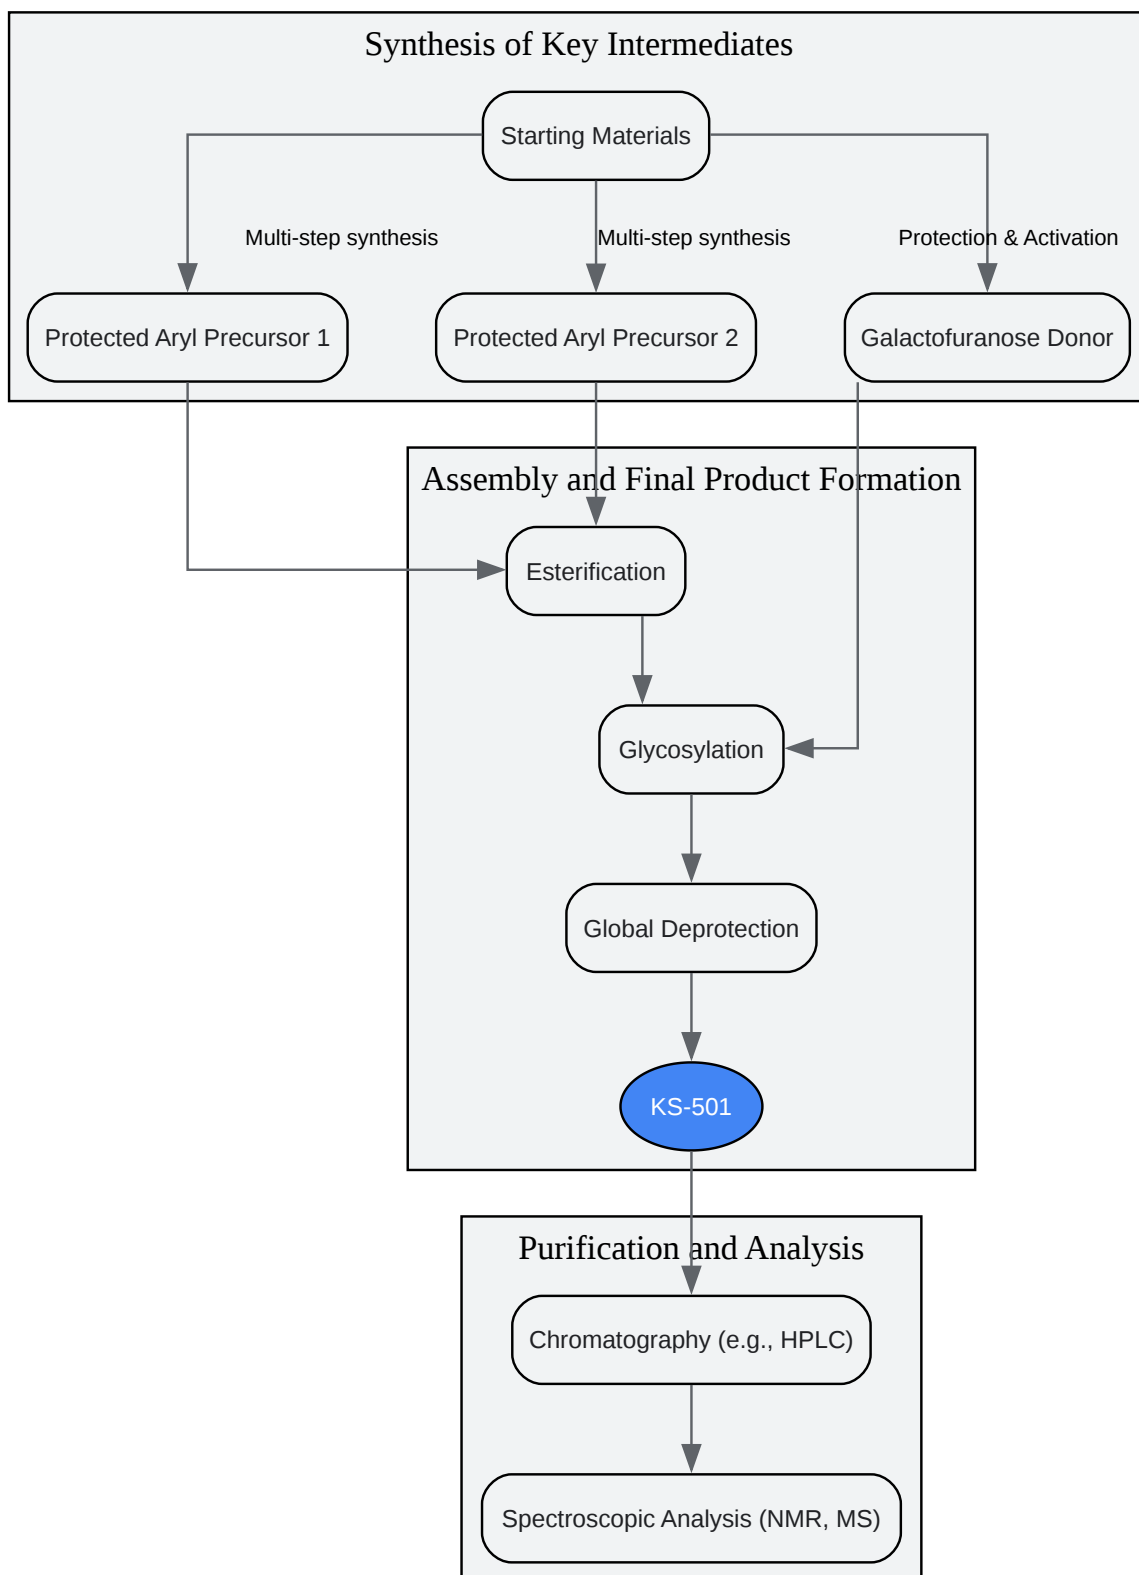 Synthesis of Key Intermediates
Starting Materials
Multi-step synthesis
Multi-step synthesis
Protection & Activation
Protected Aryl Precursor 1
Protected Aryl Precursor 2
Galactofuranose Donor
Assembly and Final Product Formation
Esterification
Glycosylation
Global Deprotection
KS-501
Purification and Analysis
Chromatography (e.g., HPLC)
Spectroscopic Analysis (NMR, MS)